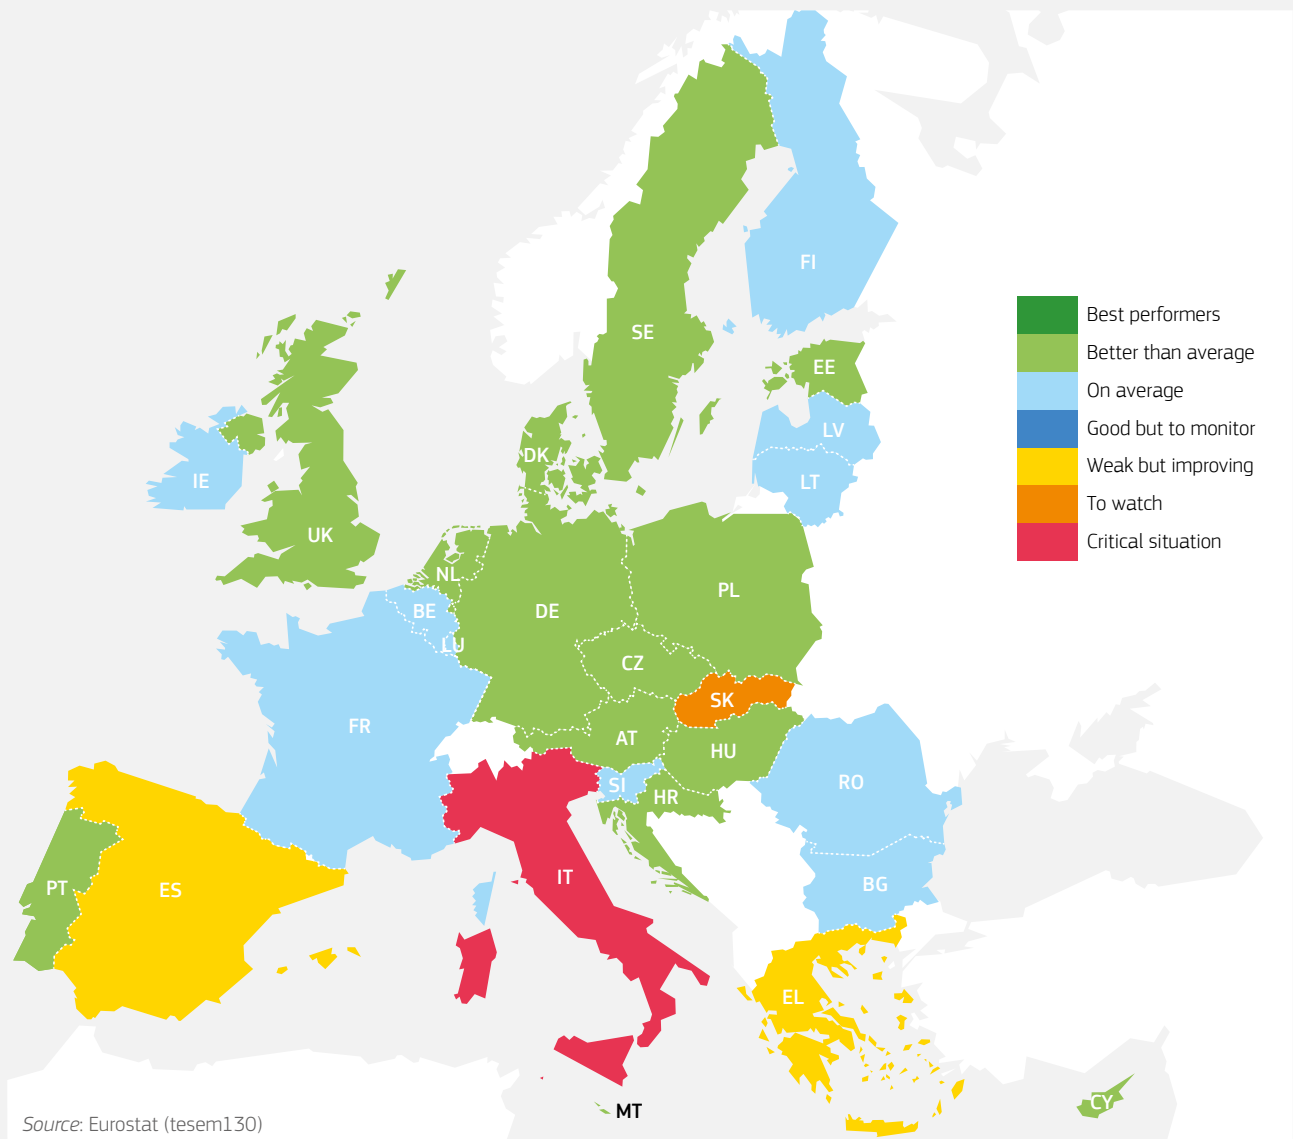 FI
SE
EE
LV
LT
DK
IE
UK
NL
BE
LU
DE
PL
CZ
SK
FR
AT
HU
SI
HR
RO
BG
PT
ES
IT
EL
MT
CY
Best performers
Better than average
On average
Good but to monitor
Weak but improving
To watch
Critical situation
Source: Eurostat (tesem130)